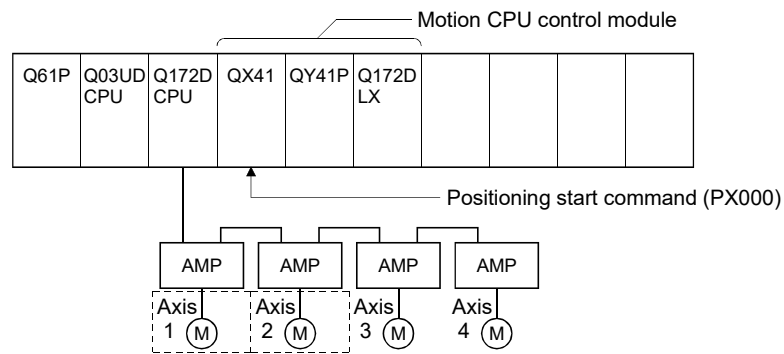 Motion CPU control module
Q61P Q03UD CPU Q172D CPU QX41 QY41P Q172D LX
Positioning start command (PX000)
AMP AMP AMP AMP
Axis 1 M Axis 2 M Axis 3 M Axis 4 M